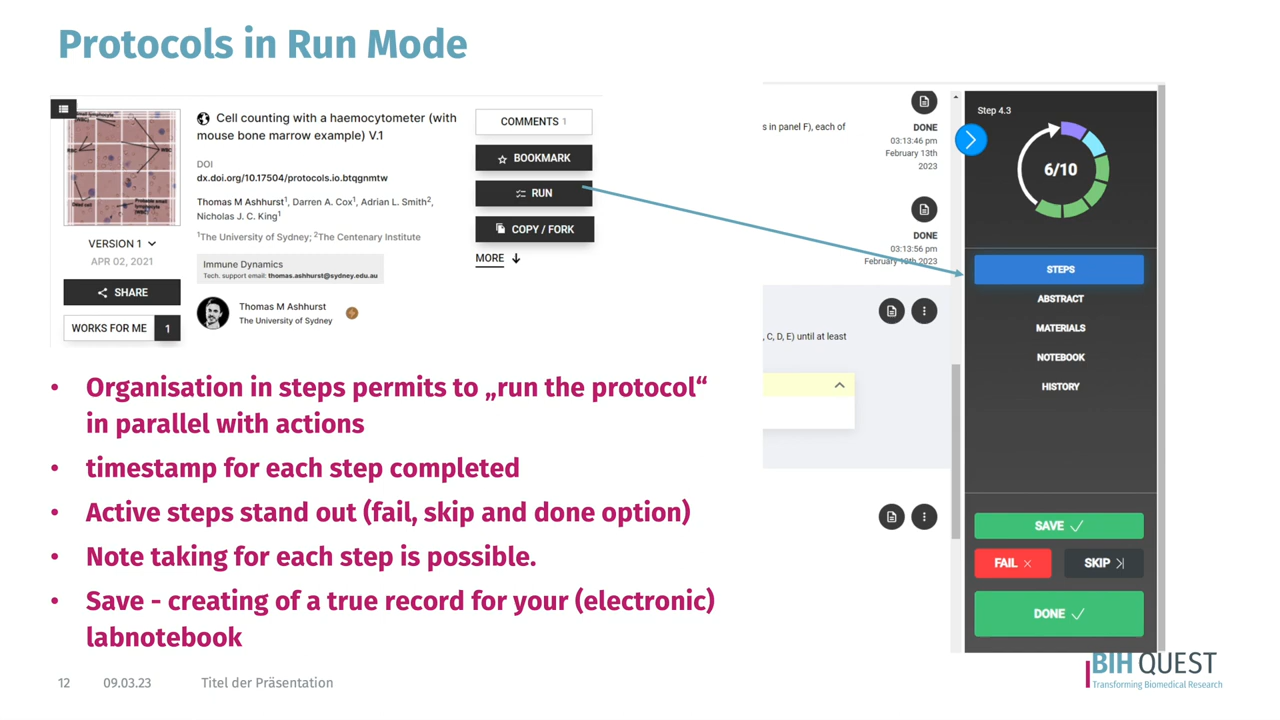 Protocols in Run Mode
Cell counting with a haemocytometer (with
mouse bone marrow example) V.1
DOI
dx.doi.org/10.17504/protocols.io.btqgnmtw
Thomas M Ashhurst1, Darren A. Cox1, Adrian L. Smith2,
Nicholas J. C. King1
1The University of Sydney; 2The Centenary Institute
Immune Dynamics
Tech. support email: thomas.ashhurst@sydney.edu.au
Thomas M Ashhurst
The University of Sydney
VERSION 1
APR 02, 2021
SHARE
WORKS FOR ME 1
COMMENTS 1
BOOKMARK
RUN
COPY / FORK
MORE
s in panel F), each of
DONE
03:13:46 pm
February 13th
2023
DONE
03:13:56 pm
February 13th 2023
, C, D, E) until at least
Step 4.3
6/10
STEPS
ABSTRACT
MATERIALS
NOTEBOOK
HISTORY
SAVE
FAIL
SKIP
DONE
• Organisation in steps permits to „run the protocol“
in parallel with actions
• timestamp for each step completed
• Active steps stand out (fail, skip and done option)
• Note taking for each step is possible.
• Save - creating of a true record for your (electronic)
labnotebook
12 09.03.23 Titel der Präsentation
BIH QUEST
Transforming Biomedical Research